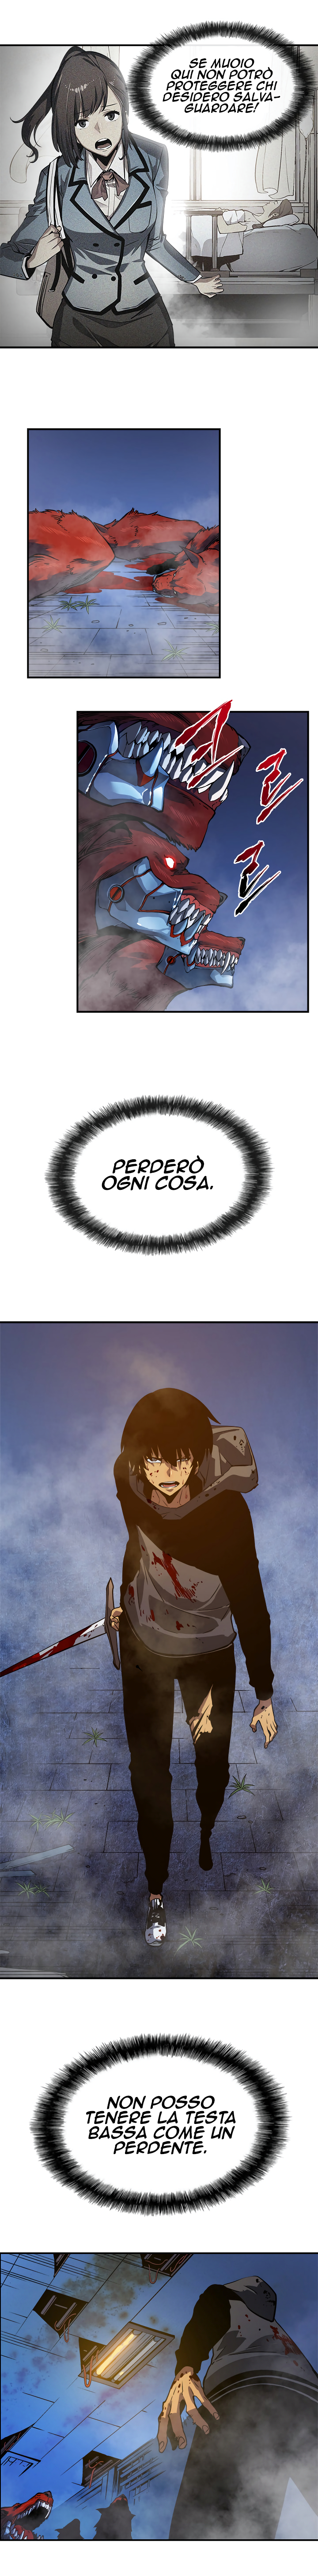 SE MUOIO
QUI NON POTRÒ
PROTEGGERE CHI
DESIDERO SALVA-
GUARDARE!
PERDERÒ
OGNI COSA.
NON POSSO
TENERE LA TESTA
BASSA COME UN
PERDENTE.